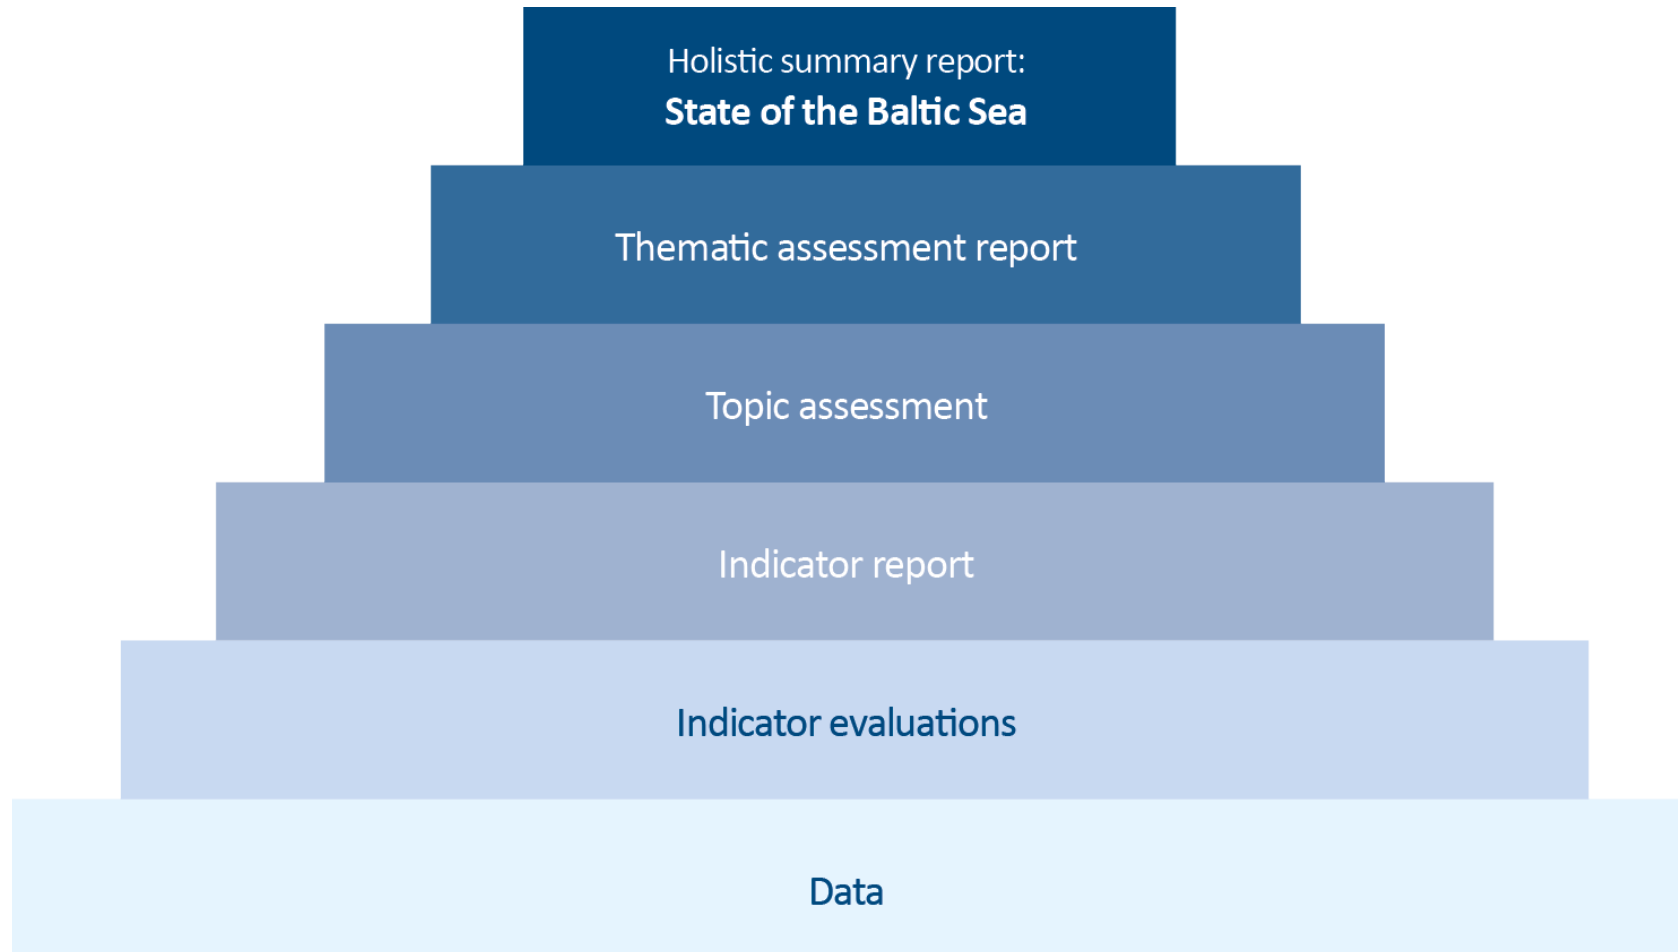 Holistic summary report:
State of the Baltic Sea
Thematic assessment report
Topic assessment
Indicator report
Indicator evaluations
Data